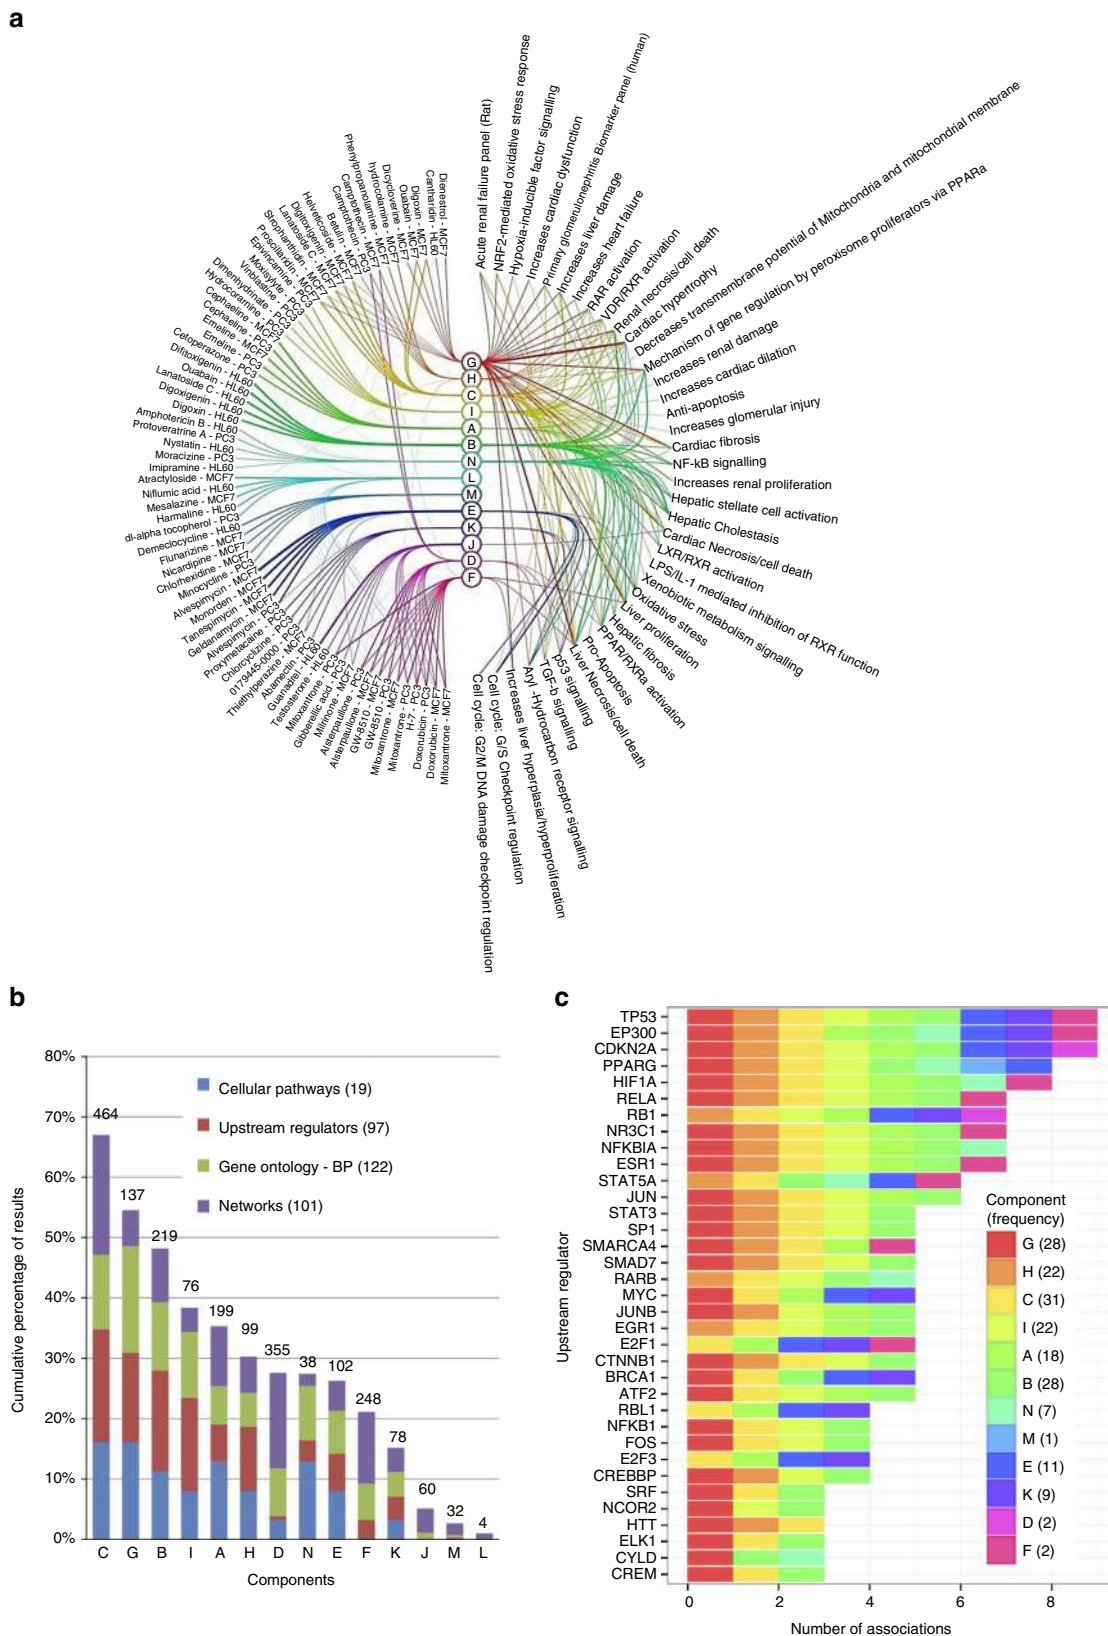 a
Phenylpropanolamine - MCF7
hydrocolamine - MCF7
Dicycloverine - MCF7
Ouabain - MCF7
Digoxin - MCF7
Cantharidin - HL60
Dienestrol - MCF7
Camptothecin - MCF7
Camptothecin - PC3
Betulin - MCF7
Helveticoside - MCF7
Digitoxigenin - MCF7
Lanatoside C - MCF7
Strophanthidin - MCF7
Proscillaridin - MCF7
Epivincamine - PC3
Moxisylyte - PC3
Vinblastine - PC3
Dimenhydrinate - PC3
Hydrocoramine - PC3
Cephaeline - MCF7
Cephaeline - PC3
Emeline - MCF7
Emeline - PC3
Cefoperazone - PC3
Difitoxigenin - HL60
Ouabain - HL60
Lanatoside C - HL60
Digoxigenin - HL60
Digoxin - HL60
Amphotericin B - HL60
Protoveratrine A - PC3
Nystatin - HL60
Moracizine - PC3
Imipramine - HL60
Atractyloside - MCF7
Niflumic acid - HL60
Mesalazine - MCF7
Harmaline - HL60
dl-alpha tocopherol - PC3
Demeclocycline - HL60
Flunarizine - MCF7
Nicardipine - MCF7
Chlorhexidine - MCF7
Minocycline - PC3
Alvespimycin - MCF7
Monorden - MCF7
Tanespimycin - MCF7
Geldanamycin - MCF7
Alvespimycin - PC3
Proxymetacaine - PC3
Chlorcyclizine - PC3
0179445-0000 - PC3
Thiethylperazine - MCF7
Abamectin - PC3
Guanadrel - HL60
Testosterone - HL60
Mitoxantrone - PC3
Gibberellic acid - PC3
Milrinone - MCF7
Alsterpaullone - PC3
Alsterpaullone - MCF7
GW-8510 - MCF7
GW-8510 - PC3
Mitoxantrone - MCF7
Mitoxantrone - PC3
H-7 - PC3
Doxorubicin - PC3
Doxorubicin - MCF7
Mitoxantrone - MCF7
G
H
C
I
A
B
N
L
M
E
K
J
D
F
Acute renal failure panel (Rat)
NRF2-mediated oxidative stress response
Hypoxia-inducible factor signalling
Increases cardiac dysfunction
Primary glomerulonephritis Biomarker panel (human)
Increases liver damage
Increases heart failure
RAR activation
VDR/RXR activation
Renal necrosis/cell death
Cardiac hypertrophy
Decreases transmembrane potential of Mitochondria and mitochondrial membrane
Mechanism of gene regulation by peroxisome proliferators via PPARa
Increases renal damage
Increases cardiac dilation
Anti-apoptosis
Increases glomerular injury
Cardiac fibrosis
NF-kB signalling
Increases renal proliferation
Hepatic stellate cell activation
Hepatic Cholestasis
Cardiac Necrosis/cell death
LXR/RXR activation
LPS/IL-1 mediated inhibition of RXR function
Xenobiotic metabolism signalling
Oxidative stress
Liver proliferation
Hepatic fibrosis
PPAR/RXRa activation
Pro-Apoptosis
Liver Necrosis/cell death
p53 signalling
TGF-b signalling
Aryl -Hydrocarbon receptor signalling
Increases liver hyperplasia/hyperproliferation
Cell cycle: G/S Checkpoint regulation
Cell cycle: G2/M DNA damage checkpoint regulation
b
Cumulative percentage of results
80%
70%
60%
50%
40%
30%
20%
10%
0%
Cellular pathways (19)
Upstream regulators (97)
Gene ontology - BP (122)
Networks (101)
464
137
219
76
199
99
355
38
102
248
78
60
32
4
C G B I A H D N E F K J M L
Components
c
Upstream regulator
TP53
EP300
CDKN2A
PPARG
HIF1A
RELA
RB1
NR3C1
NFKBIA
ESR1
STAT5A
JUN
STAT3
SP1
SMARCA4
SMAD7
RARB
MYC
JUNB
EGR1
E2F1
CTNNB1
BRCA1
ATF2
RBL1
NFKB1
FOS
E2F3
CREBBP
SRF
NCOR2
HTT
ELK1
CYLD
CREM
Component
(frequency)
G (28)
H (22)
C (31)
I (22)
A (18)
B (28)
N (7)
M (1)
E (11)
K (9)
D (2)
F (2)
0 2 4 6 8
Number of associations